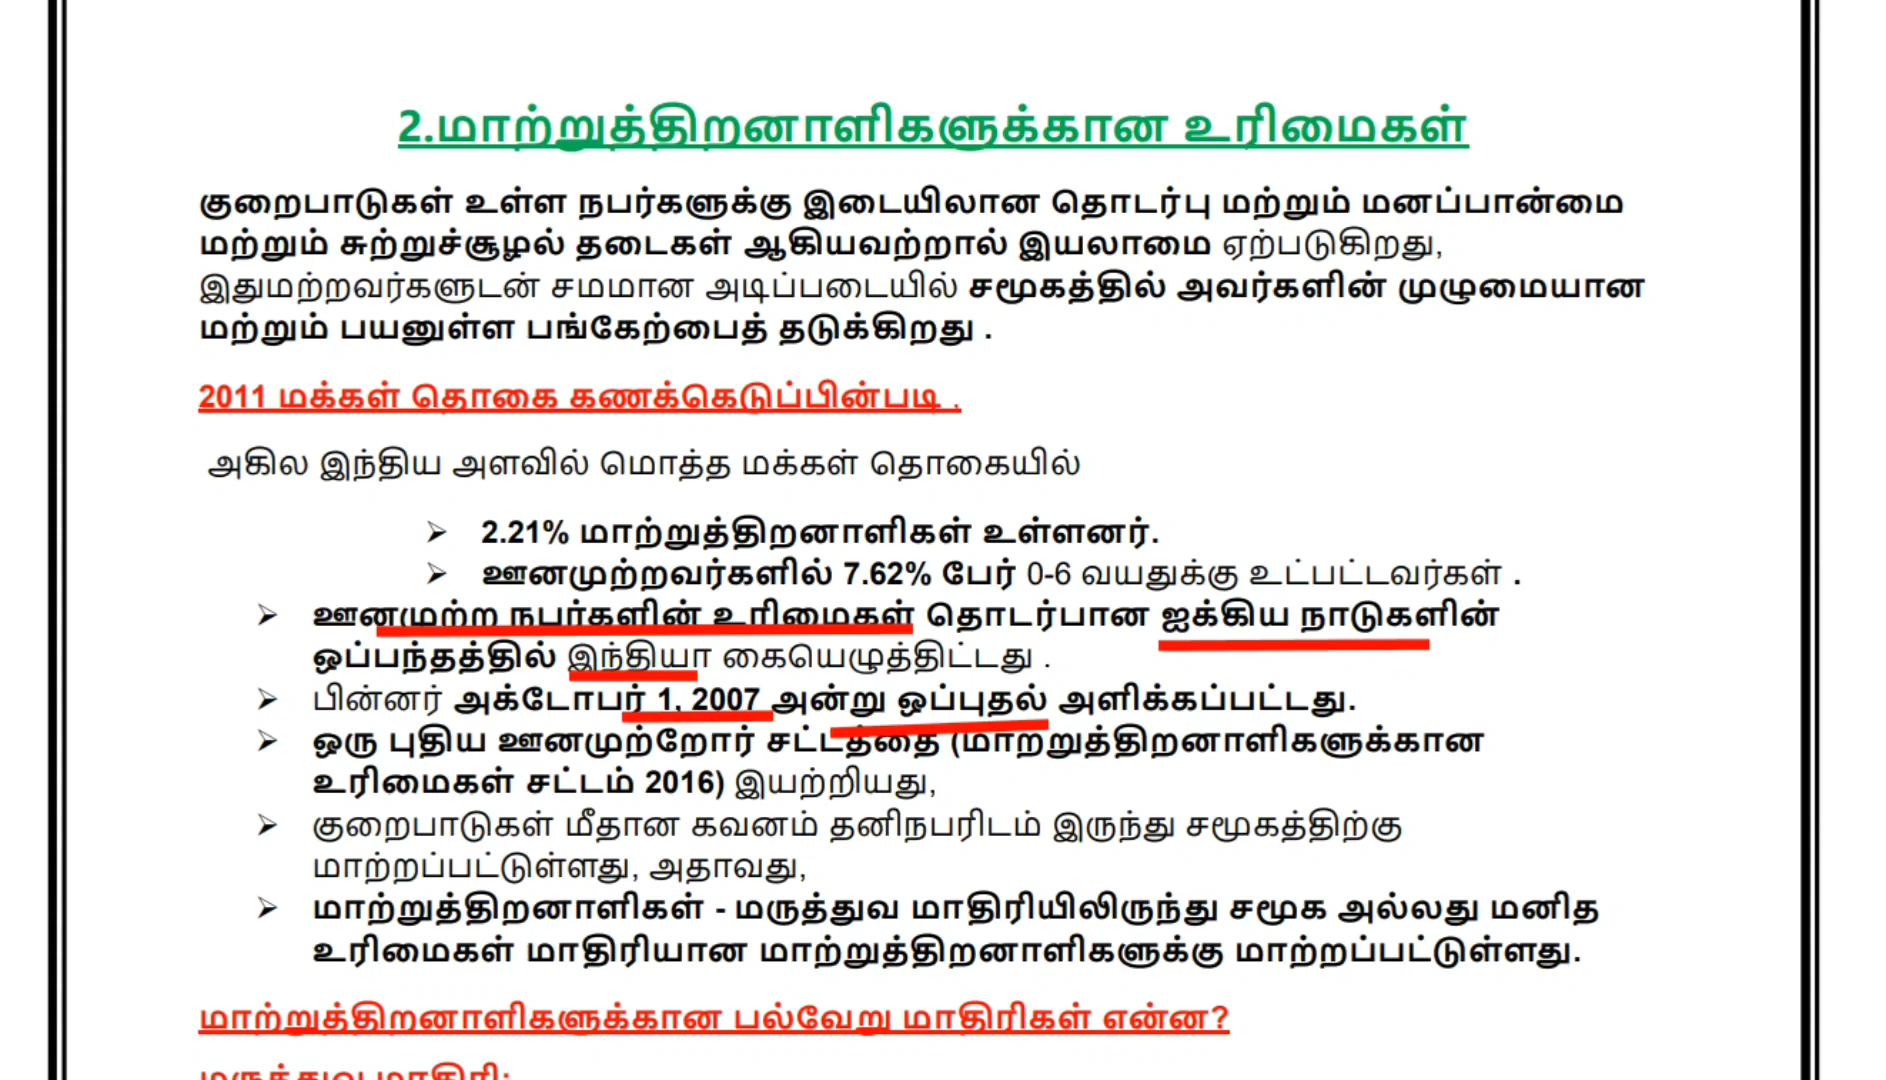 2.மாற்றுத்திறனாளிகளுக்கான உரிமைகள்
குறைபாடுகள் உள்ள நபர்களுக்கு இடையிலான தொடர்பு மற்றும் மனப்பான்மை
மற்றும் சுற்றுச்சூழல் தடைகள் ஆகியவற்றால் இயலாமை ஏற்படுகிறது,
இதுமற்றவர்களுடன் சமமான அடிப்படையில் சமூகத்தில் அவர்களின் முழுமையான
மற்றும் பயனுள்ள பங்கேற்பைத் தடுக்கிறது .
2011 மக்கள் தொகை கணக்கெடுப்பின்படி .
அகில இந்திய அளவில் மொத்த மக்கள் தொகையில்
➢ 2.21% மாற்றுத்திறனாளிகள் உள்ளனர்.
➢ ஊனமுற்றவர்களில் 7.62% பேர் 0-6 வயதுக்கு உட்பட்டவர்கள் .
➢ ஊனமுற்ற நபர்களின் உரிமைகள் தொடர்பான ஐக்கிய நாடுகளின்
ஒப்பந்தத்தில் இந்தியா கையெழுத்திட்டது .
➢ பின்னர் அக்டோபர் 1, 2007 அன்று ஒப்புதல் அளிக்கப்பட்டது.
➢ ஒரு புதிய ஊனமுற்றோர் சட்டத்தை (மாற்றுத்திறனாளிகளுக்கான
உரிமைகள் சட்டம் 2016) இயற்றியது,
➢ குறைபாடுகள் மீதான கவனம் தனிநபரிடம் இருந்து சமூகத்திற்கு
மாற்றப்பட்டுள்ளது, அதாவது,
➢ மாற்றுத்திறனாளிகள் - மருத்துவ மாதிரியிலிருந்து சமூக அல்லது மனித
உரிமைகள் மாதிரியான மாற்றுத்திறனாளிகளுக்கு மாற்றப்பட்டுள்ளது.
மாற்றுத்திறனாளிகளுக்கான பல்வேறு மாதிரிகள் என்ன?
மருத்துவ மாதிரி: